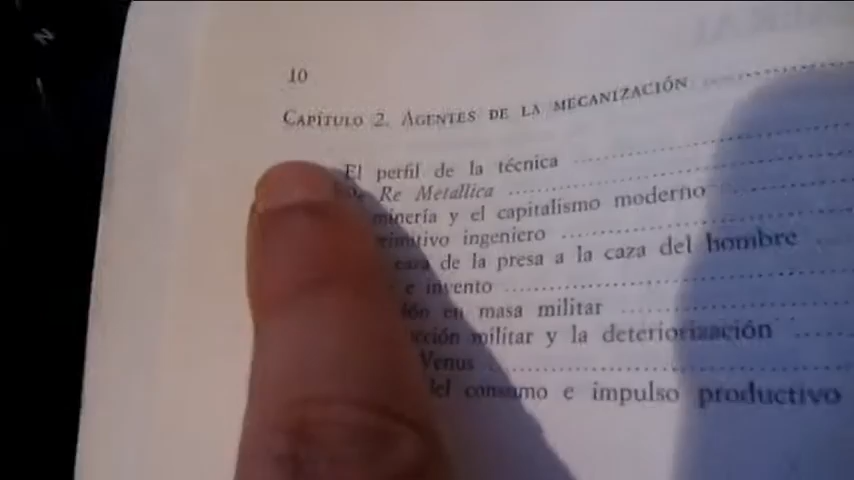 10
CAPÍTULO 2. AGENTES DE LA MECANIZACIÓN
El perfil de la técnica
Re Metallica
minería y el capitalismo moderno
ingeniero
de la presa a la caza del hombre
e invento
en masa militar
militar y la deteriorización
Venus
del consumo e impulso productivo